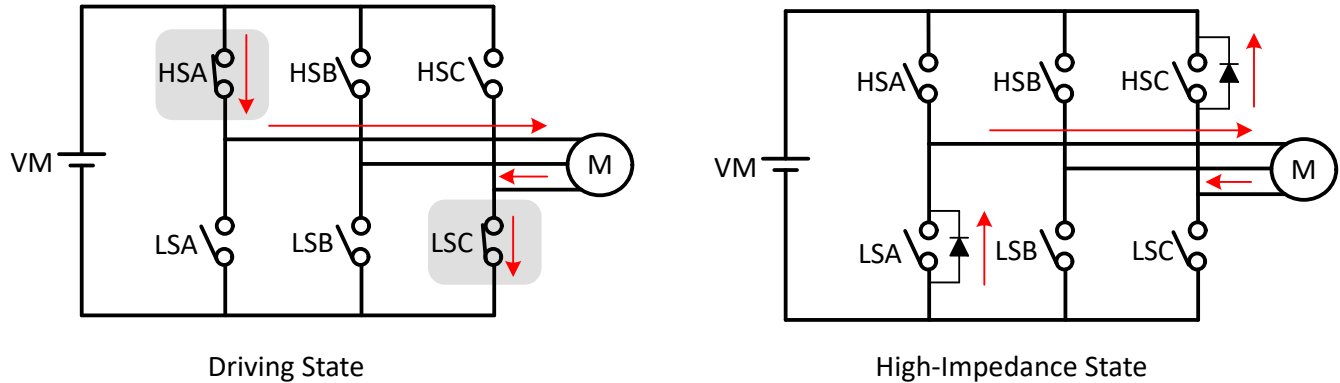 HSA
HSB
HSC
VM
M
LSA
LSB
LSC
Driving State
HSA
HSB
HSC
VM
M
LSA
LSB
LSC
High-Impedance State